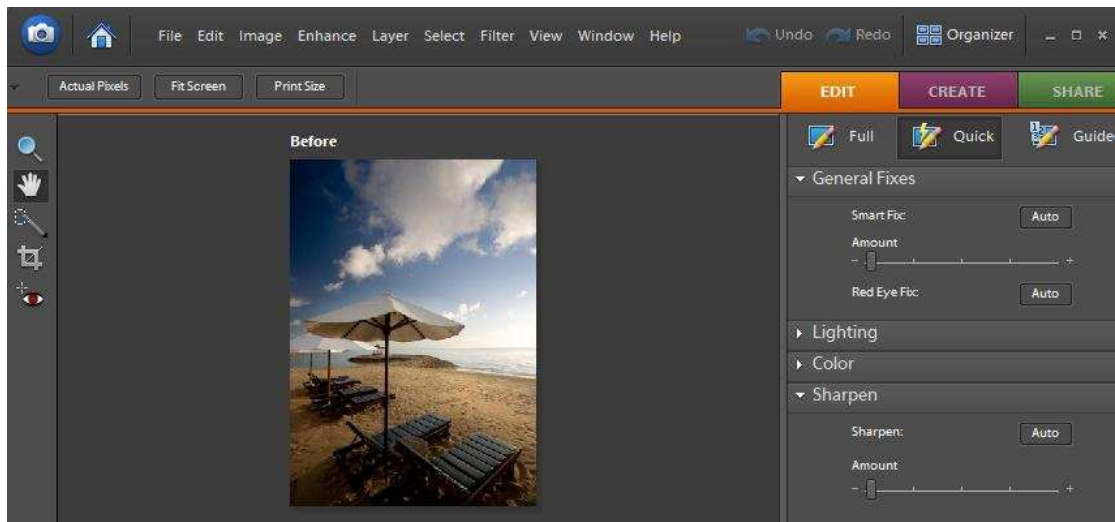 File Edit Image Enhance Layer Select Filter View Window Help Undo Redo Organizer
Actual Pixels Fit Screen Print Size EDIT CREATE SHARE
Before Full Quick Guide
General Fixes
Smart Fix: Auto
Amount
- +
Red Eye Fix: Auto
Lighting
Color
Sharpen
Sharpen: Auto
Amount
- +